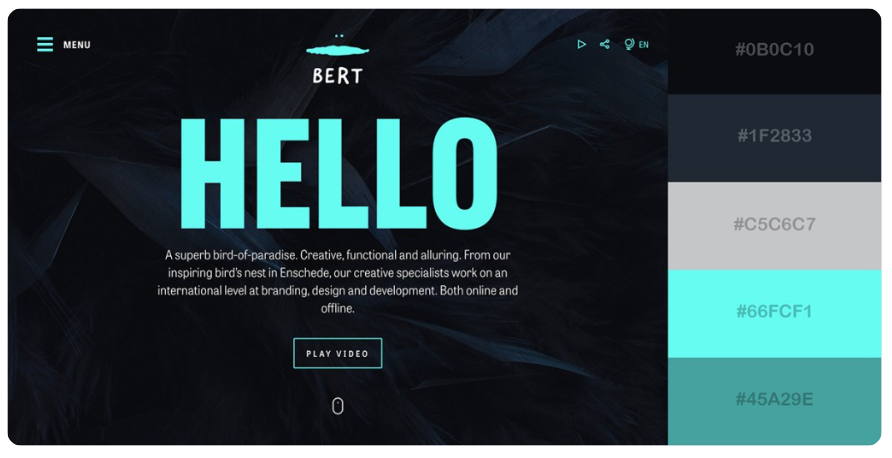 MENU
BERT
EN
HELLO
A superb bird-of-paradise. Creative, functional and alluring. From our
inspiring bird's nest in Enschede, our creative specialists work on an
international level at branding, design and development. Both online and
offline.
PLAY VIDEO
#0B0C10
#1F2833
#C5C6C7
#66FCF1
#45A29E